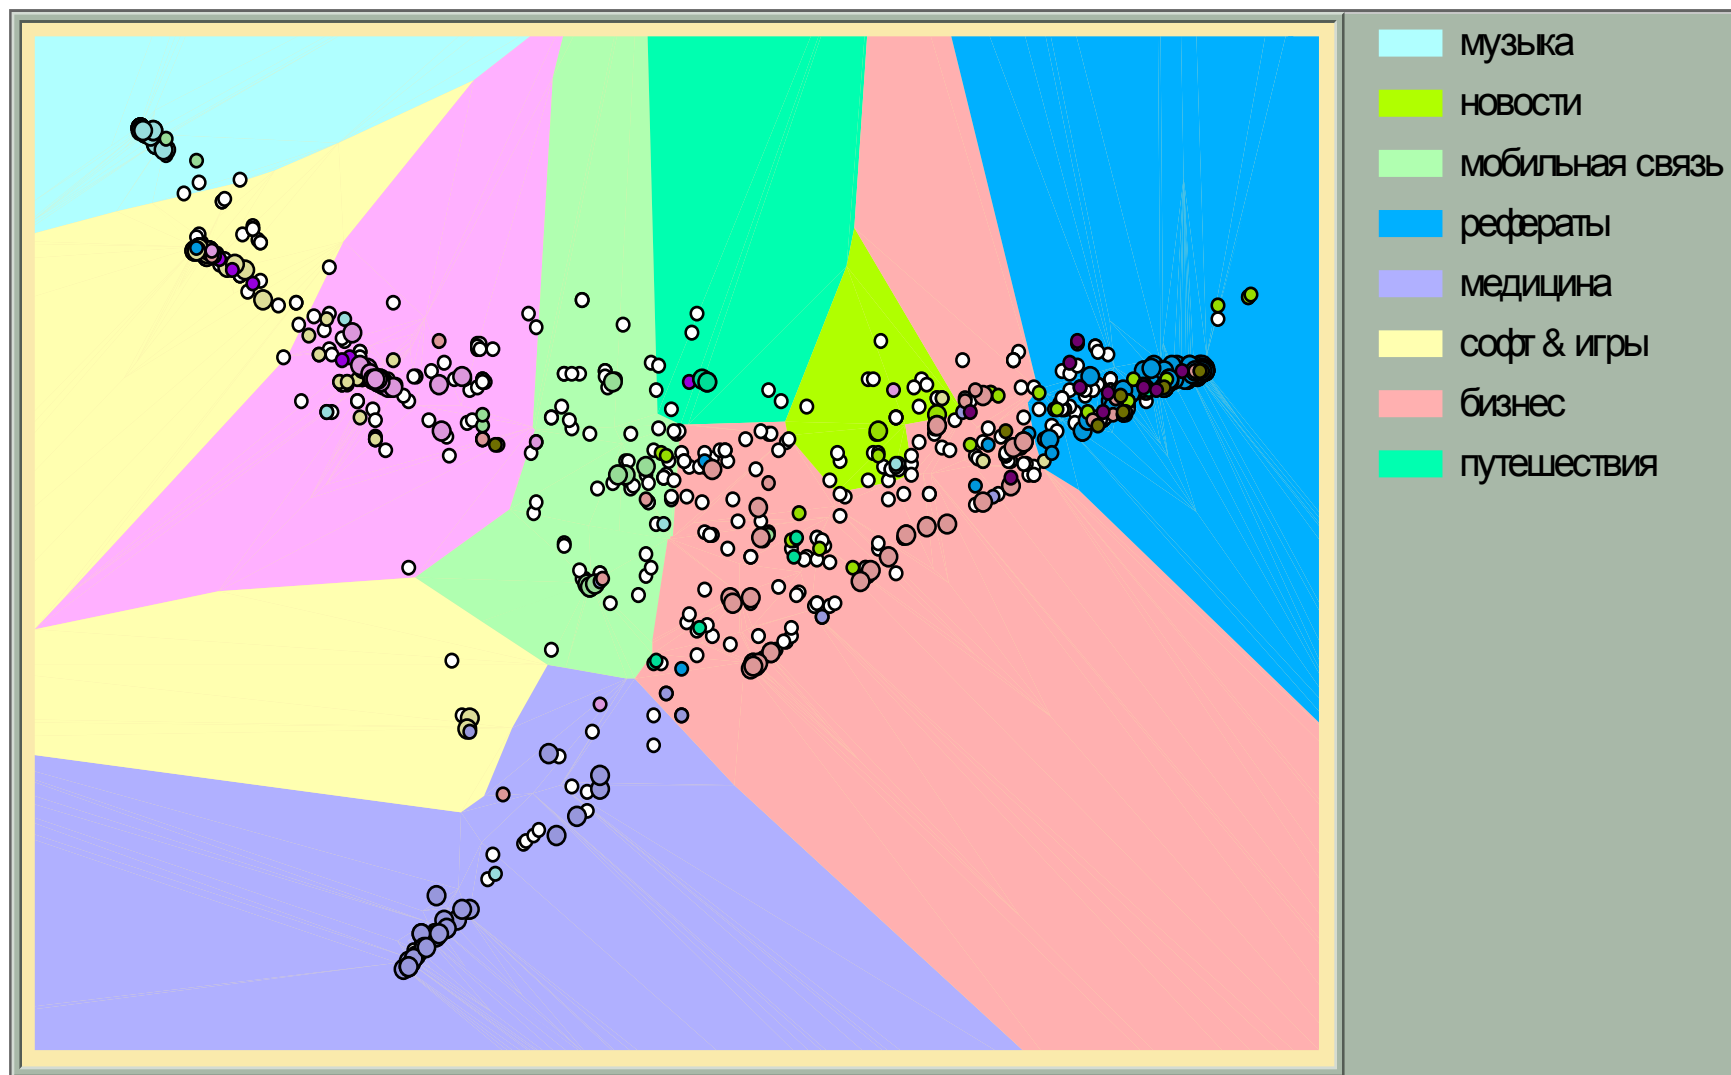 музыка
новости
мобильная связь
рефераты
медицина
софт & игры
бизнес
путешествия